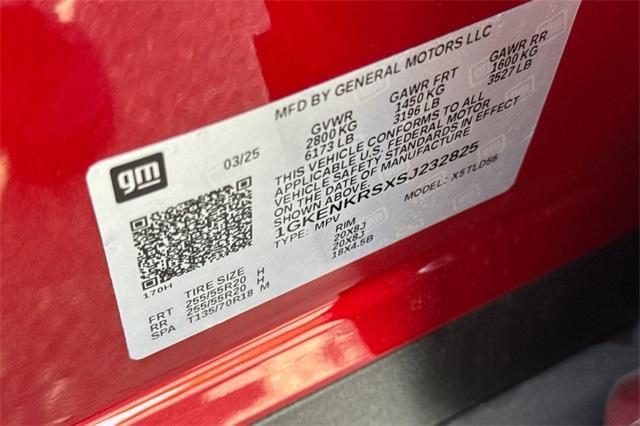 MFD BY GENERAL MOTORS LLC
gm
03/25
GVWR GAWR FRT GAWR RR
2800 KG 1450 KG 1600 KG
6173 LB 3196 LB 3527 LB
THIS VEHICLE CONFORMS TO ALL
APPLICABLE U.S. FEDERAL MOTOR
VEHICLE SAFETY STANDARDS IN EFFECT
ON THE DATE OF MANUFACTURE
SHOWN ABOVE.
1GKENKRSXSJ232825
TYPE: MPV MODEL: X5 TLD56
170H
TIRE SIZE RIM
FRT 255/55R20 H 20X8J
RR 255/55R20 H 20X8J
SPA T135/70R18 M 18X4.5B